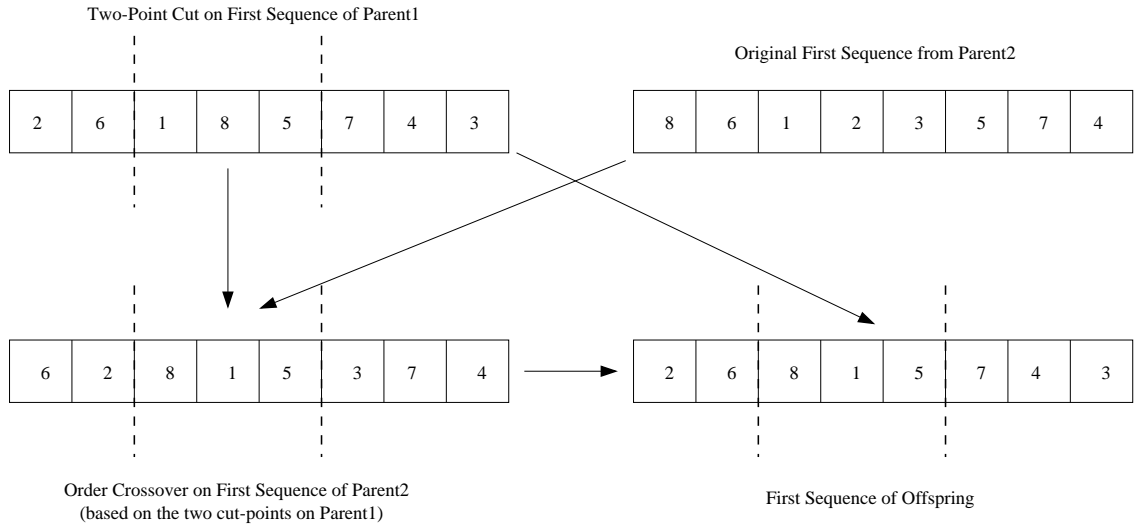 Two-Point Cut on First Sequence of Parent1
Original First Sequence from Parent2
2 6 1 8 5 7 4 3
8 6 1 2 3 5 7 4
6 2 8 1 5 3 7 4
2 6 8 1 5 7 4 3
Order Crossover on First Sequence of Parent2
(based on the two cut-points on Parent1)
First Sequence of Offspring